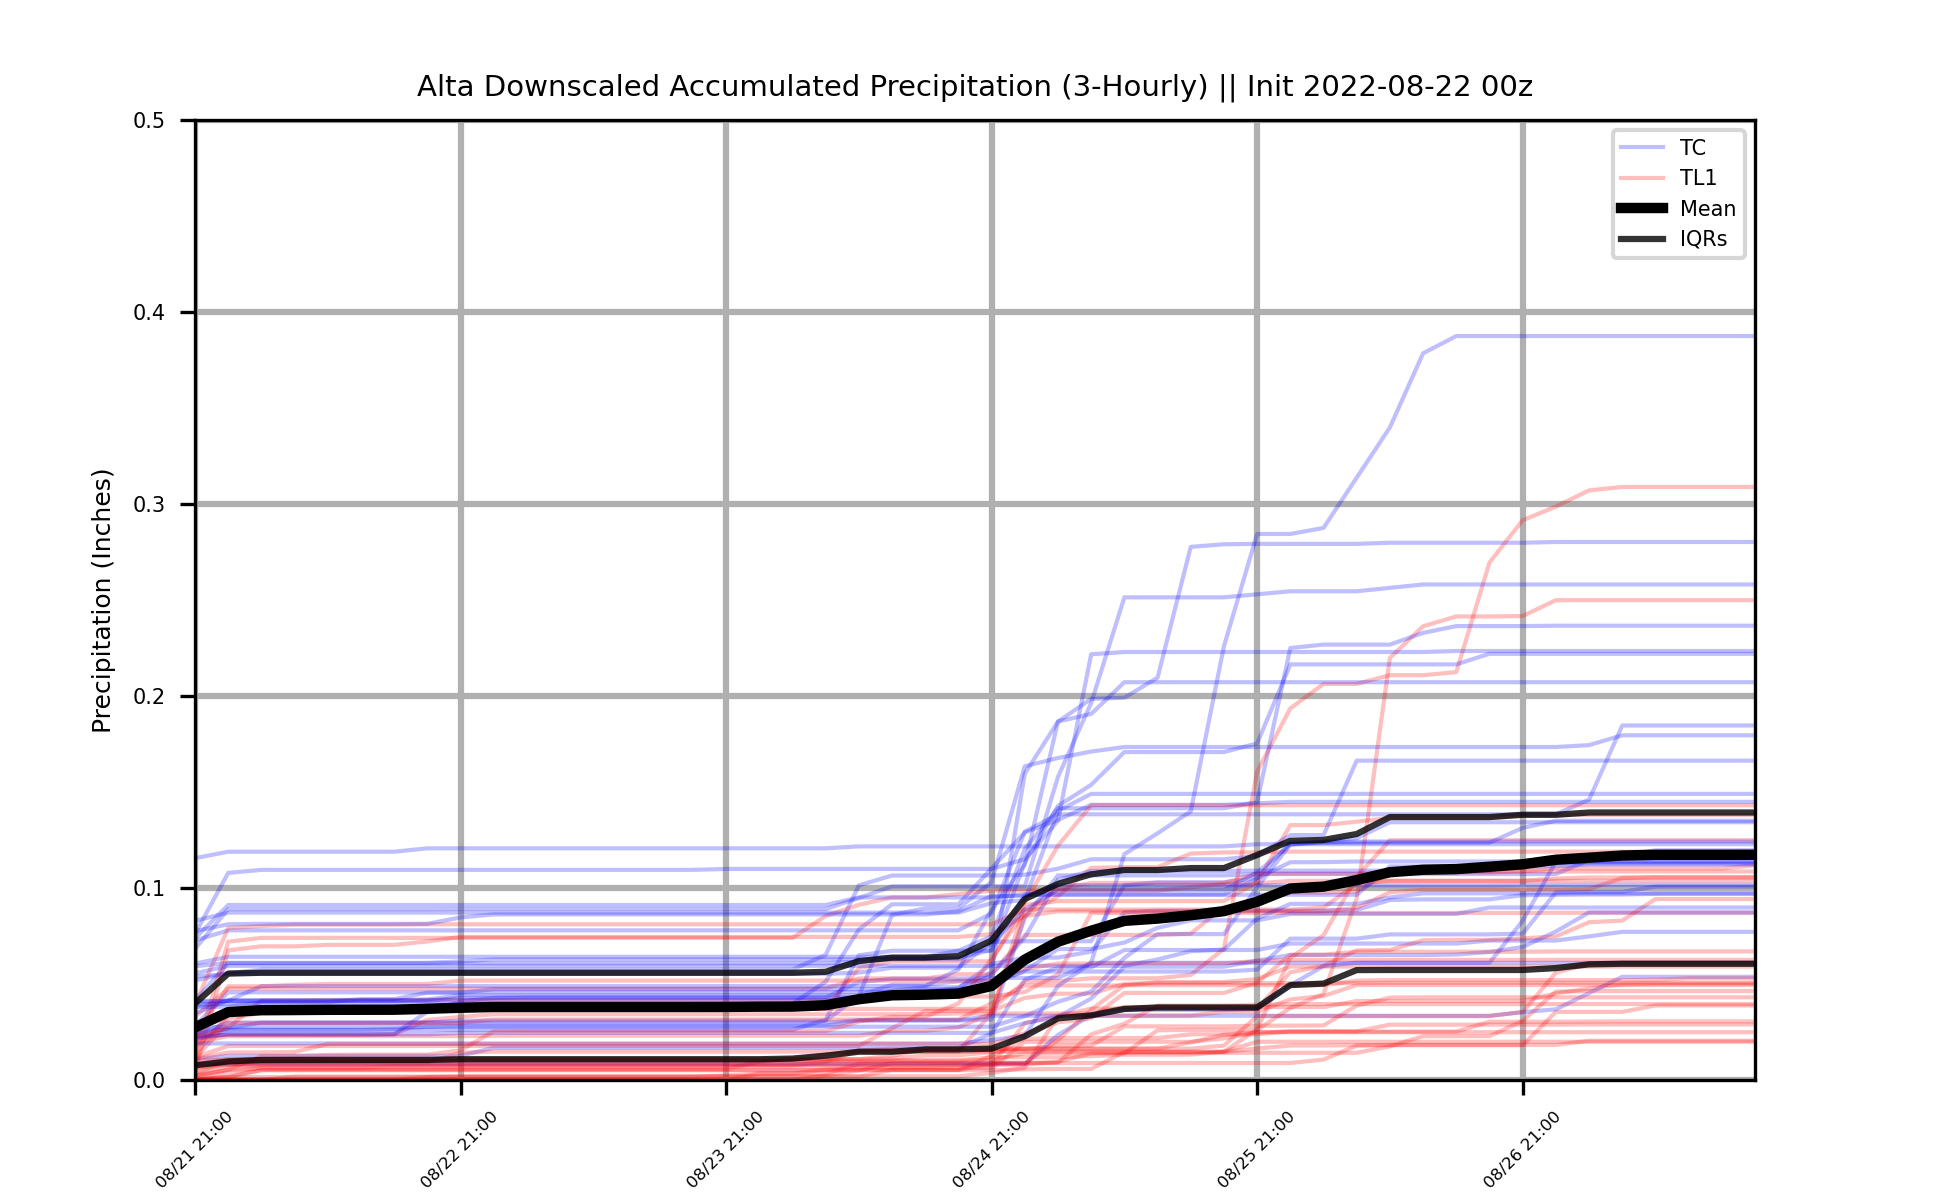 Alta Downscaled Accumulated Precipitation (3-Hourly) || Init 2022-08-22 00z
TC
TL1
Mean
IQRs
Precipitation (Inches)
0.5
0.4
0.3
0.2
0.1
0.0
08/21 21:00
08/22 21:00
08/23 21:00
08/24 21:00
08/25 21:00
08/26 21:00